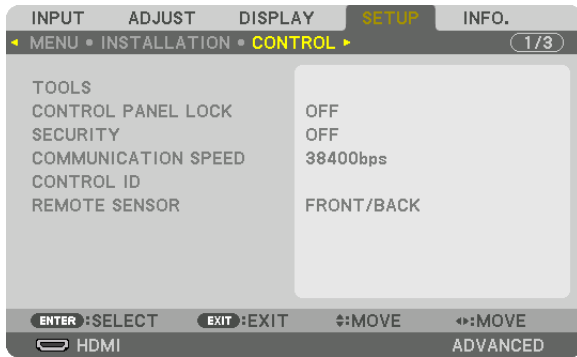 INPUT ADJUST DISPLAY SETUP INFO.
MENU • INSTALLATION • CONTROL 1/3
TOOLS
CONTROL PANEL LOCK OFF
SECURITY OFF
COMMUNICATION SPEED 38400bps
CONTROL ID
REMOTE SENSOR FRONT/BACK
ENTER :SELECT EXIT :EXIT :MOVE :MOVE
HDMI ADVANCED